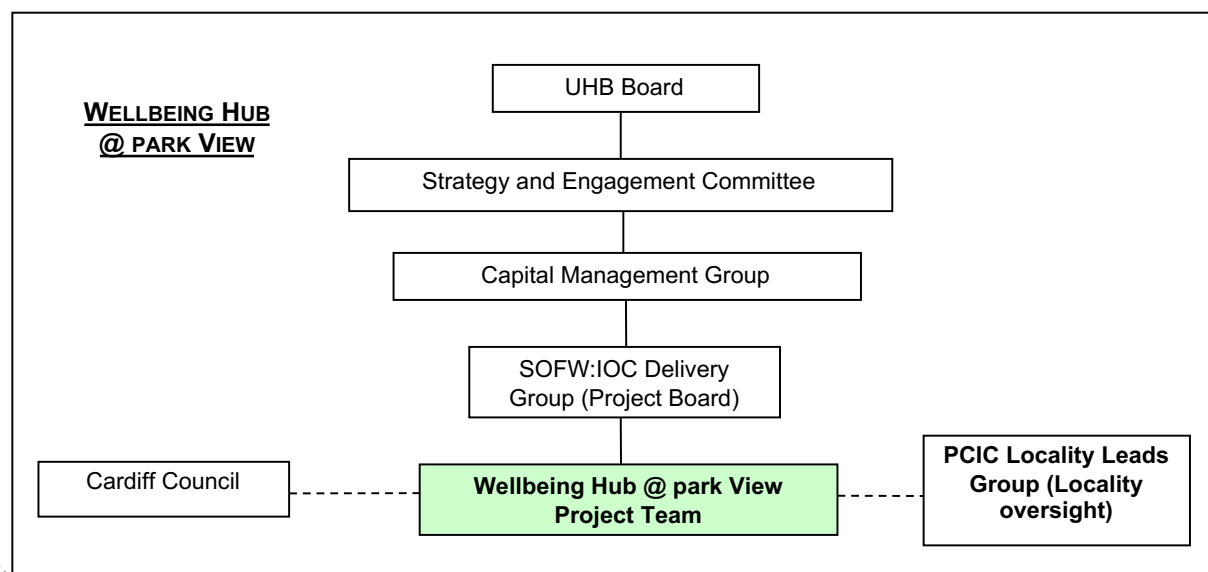 WELLBEING HUB
@ PARK VIEW
UHB Board
Strategy and Engagement Committee
Capital Management Group
SOFW:IOC Delivery
Group (Project Board)
Cardiff Council
Wellbeing Hub @ park View
Project Team
PCIC Locality Leads
Group (Locality
oversight)